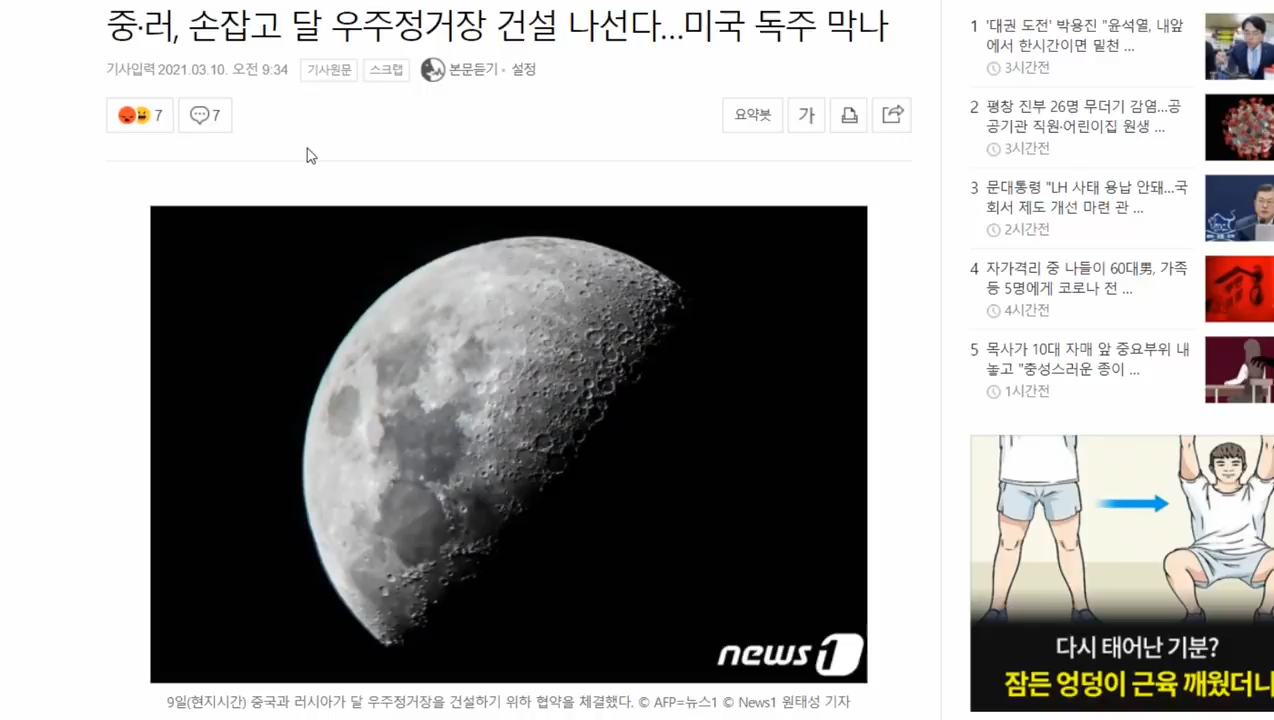 중·러, 손잡고 달 우주정거장 건설 나선다...미국 독주 막나
기사입력 2021.03.10. 오전 9:34 기사원문 스크랩 본문듣기 · 설정
7 7
요약봇 가
news1
9일(현지시간) 중국과 러시아가 달 우주정거장을 건설하기 위하 협약을 체결했다. © AFP=뉴스1 © News1 원태성 기자
1 '대권 도전' 박용진 "윤석열, 내앞
에서 한시간이면 밑천 ...
3시간전
2 평창 진부 26명 무더기 감염...공
공기관 직원·어린이집 원생 ...
3시간전
3 문대통령 "LH 사태 용납 안돼...국
회서 제도 개선 마련 관 ...
2시간전
4 자가격리 중 나들이 60대男, 가족
등 5명에게 코로나 전 ...
4시간전
5 목사가 10대 자매 앞 중요부위 내
놓고 "충성스러운 종이 ...
1시간전
다시 태어난 기분?
잠든 엉덩이 근육 깨웠더니